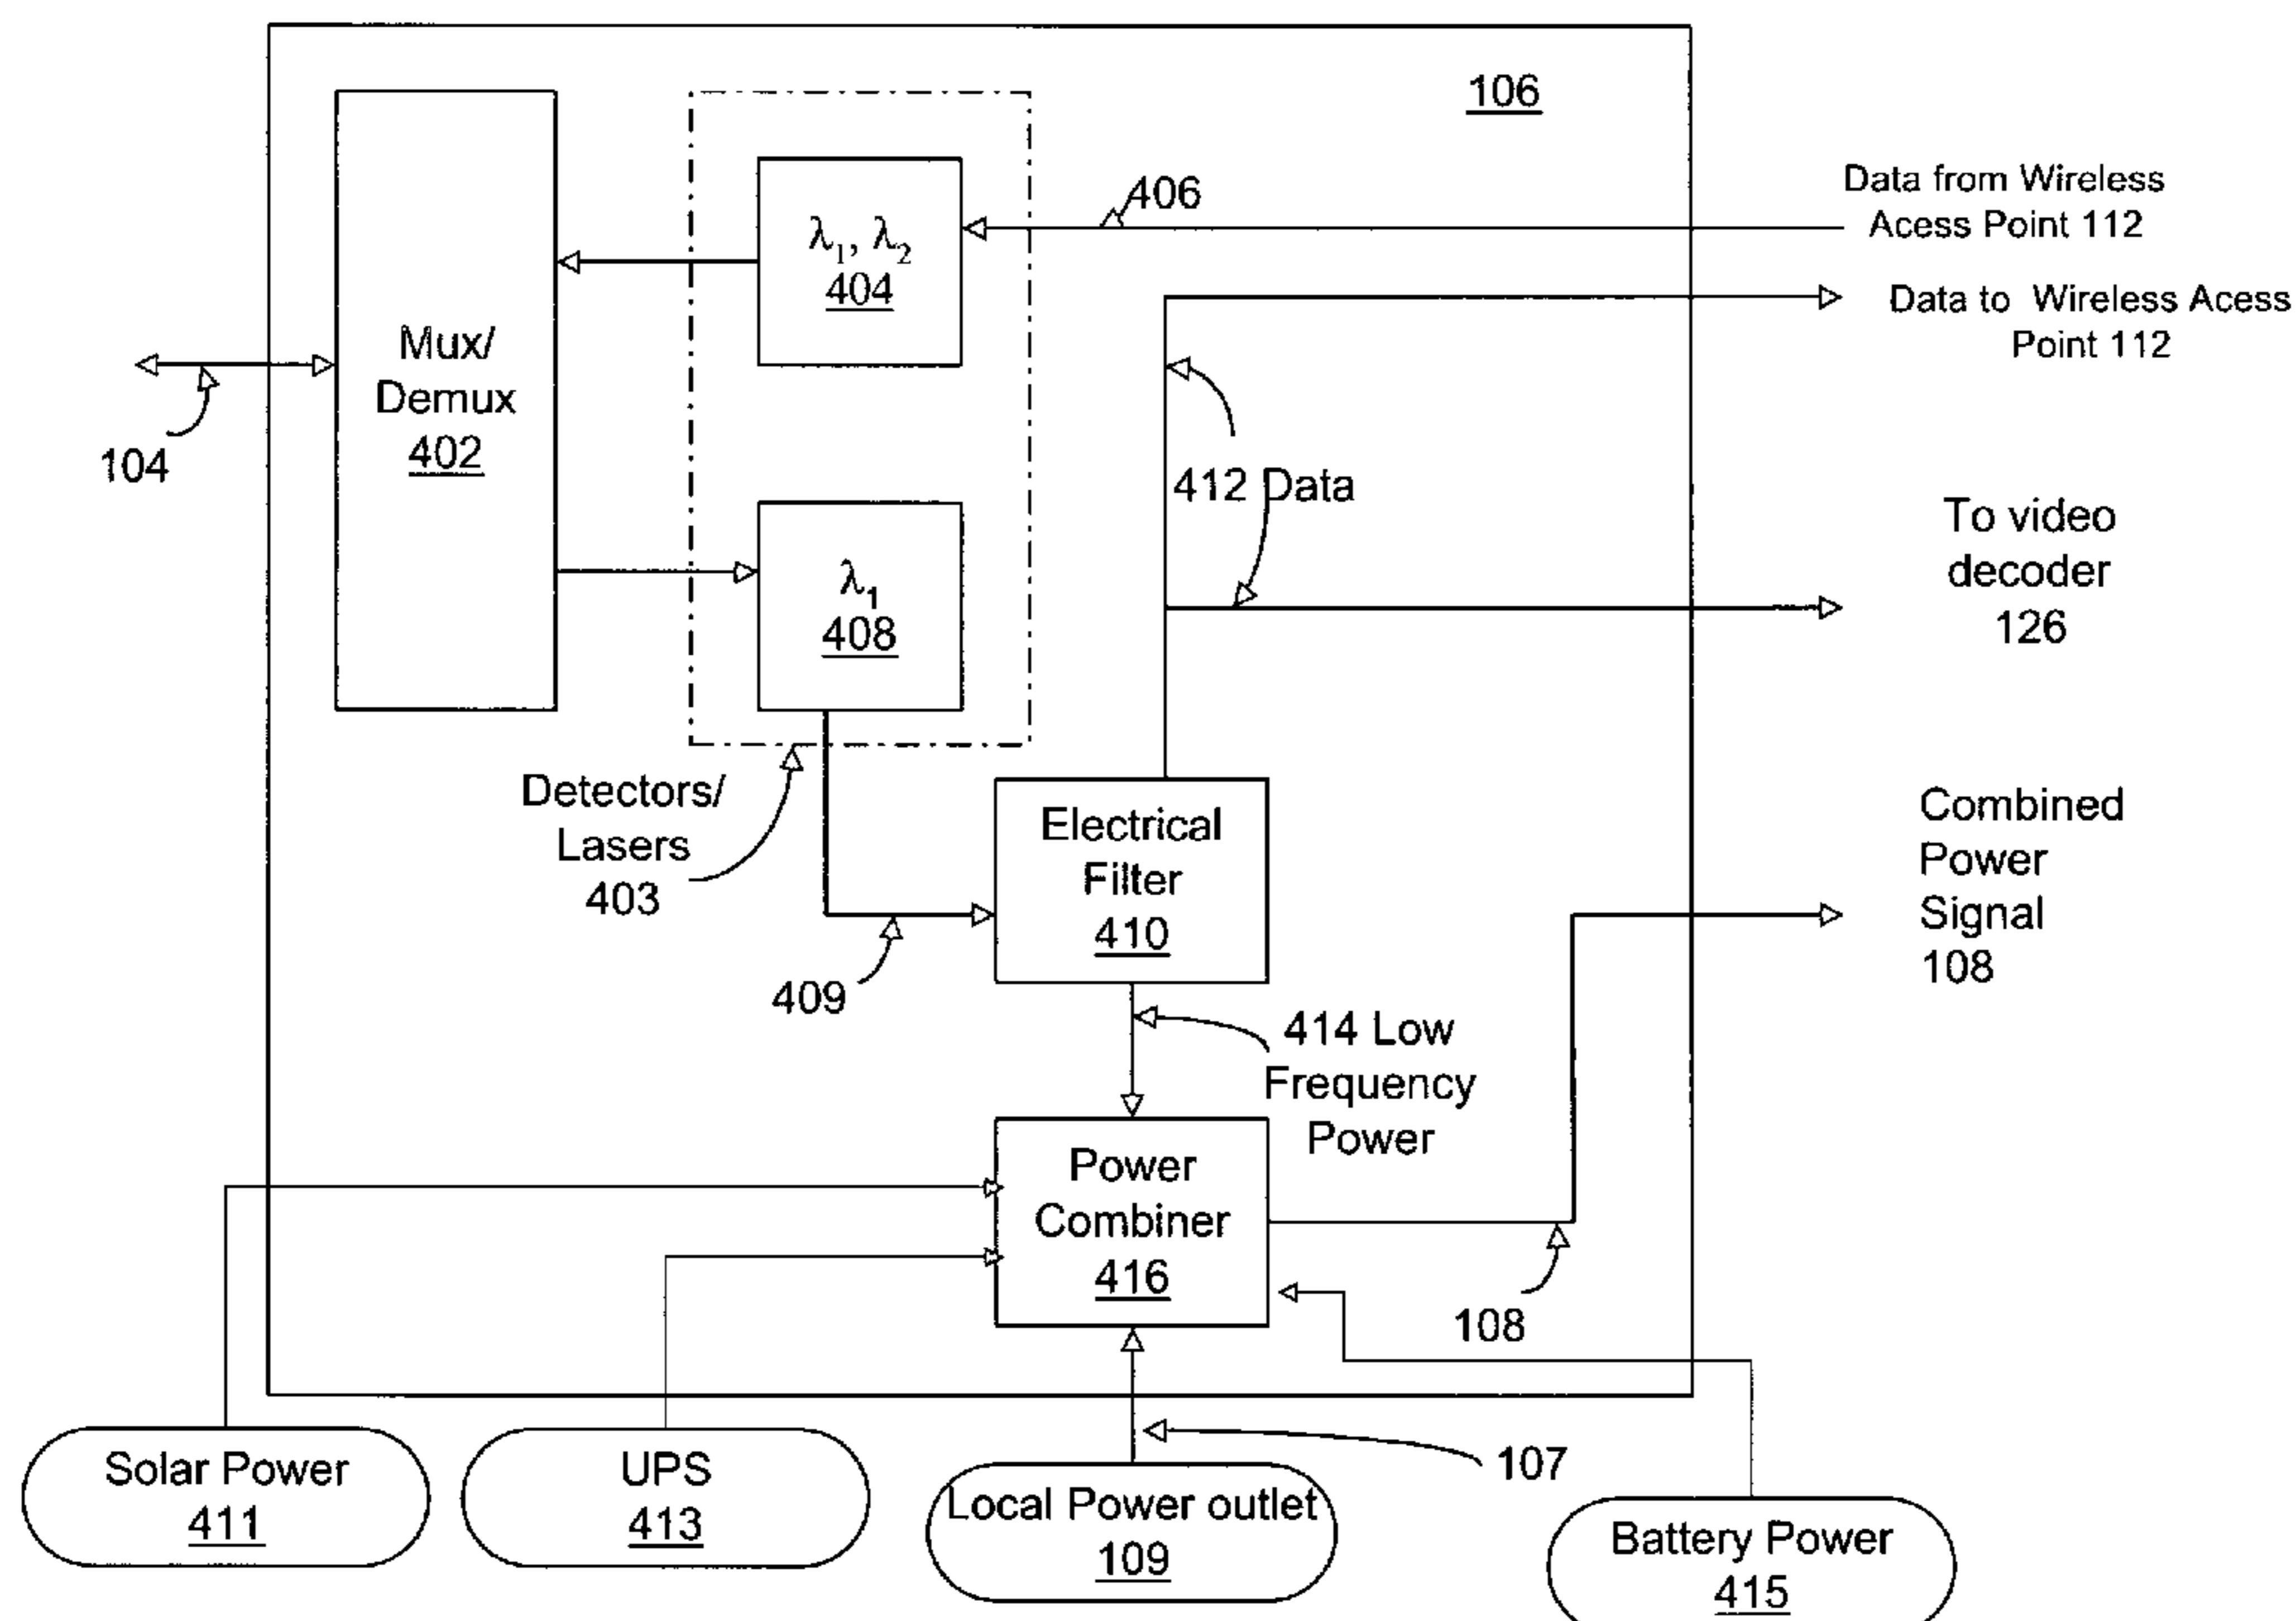 106
Data from Wireless
Acess Point 112
406
λ1, λ2
404
Data to Wireless Acess
Point 112
Mux/
Demux
402
104
412 Data
To video
decoder
126
λ1
408
Detectors/
Lasers
403
Electrical
Filter
410
Combined
Power
Signal
108
409
414 Low
Frequency
Power
Power
Combiner
416
108
107
Solar Power
411
UPS
413
Local Power outlet
109
Battery Power
415